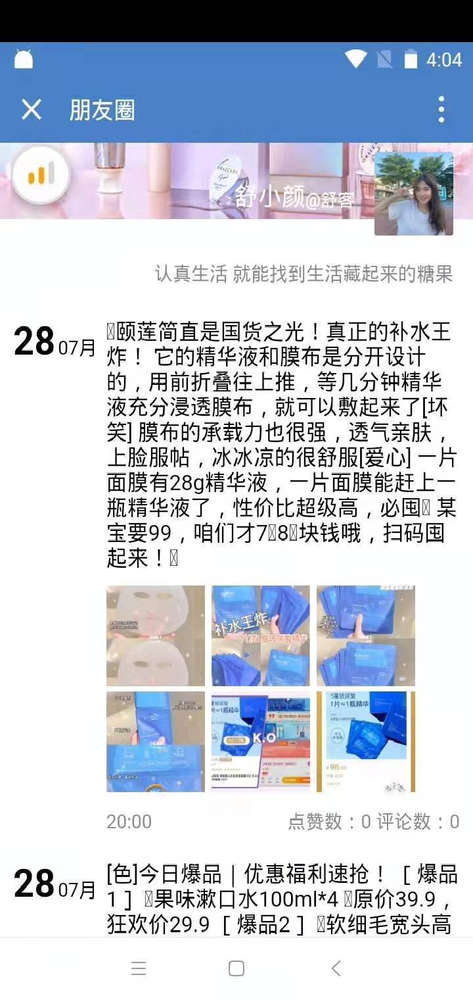 4:04
朋友圈
舒小颜@舒客
认真生活 就能找到生活藏起来的糖果
28 07月
颐莲简直是国货之光！真正的补水王
炸！ 它的精华液和膜布是分开设计
的，用前折叠往上推，等几分钟精华
液充分浸透膜布，就可以敷起来了[坏
笑] 膜布的承载力也很强，透气亲肤，
上脸服帖，冰冰凉的很舒服[爱心] 一片
面膜有28g精华液，一片面膜能赶上一
瓶精华液了，性价比超级高，必囤 某
宝要99，咱们才78块钱哦，扫码囤
起来！
补水王炸
一片顶1瓶玻尿酸精华
K.O
99
5重玻尿酸
1片≈1瓶精华
¥98.00
20:00
点赞数：0 评论数：0
28 07月
[色]今日爆品｜优惠福利速抢！［爆品
1］ 果味漱口水100ml*4 原价39.9，
狂欢价29.9［爆品2］ 软细毛宽头高